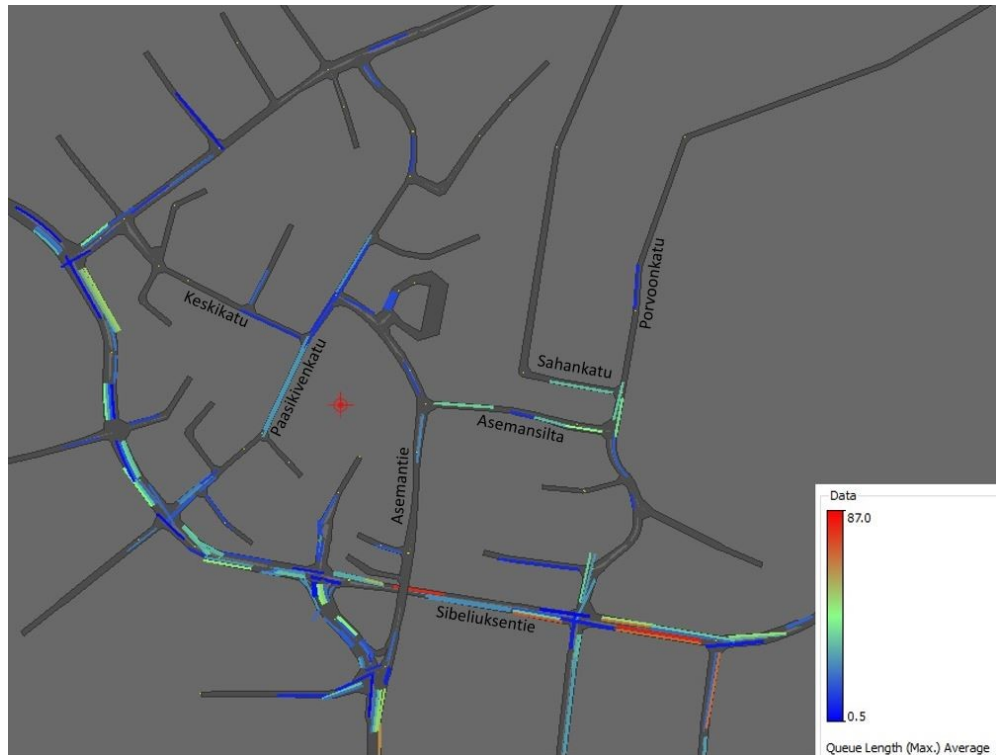 Keskikatu
Paasikivenkatu
Porvoonkatu
Sahankatu
Asemansilta
Asemantie
Sibeliuksentie
Data
87.0
0.5
Queue Length (Max.) Average